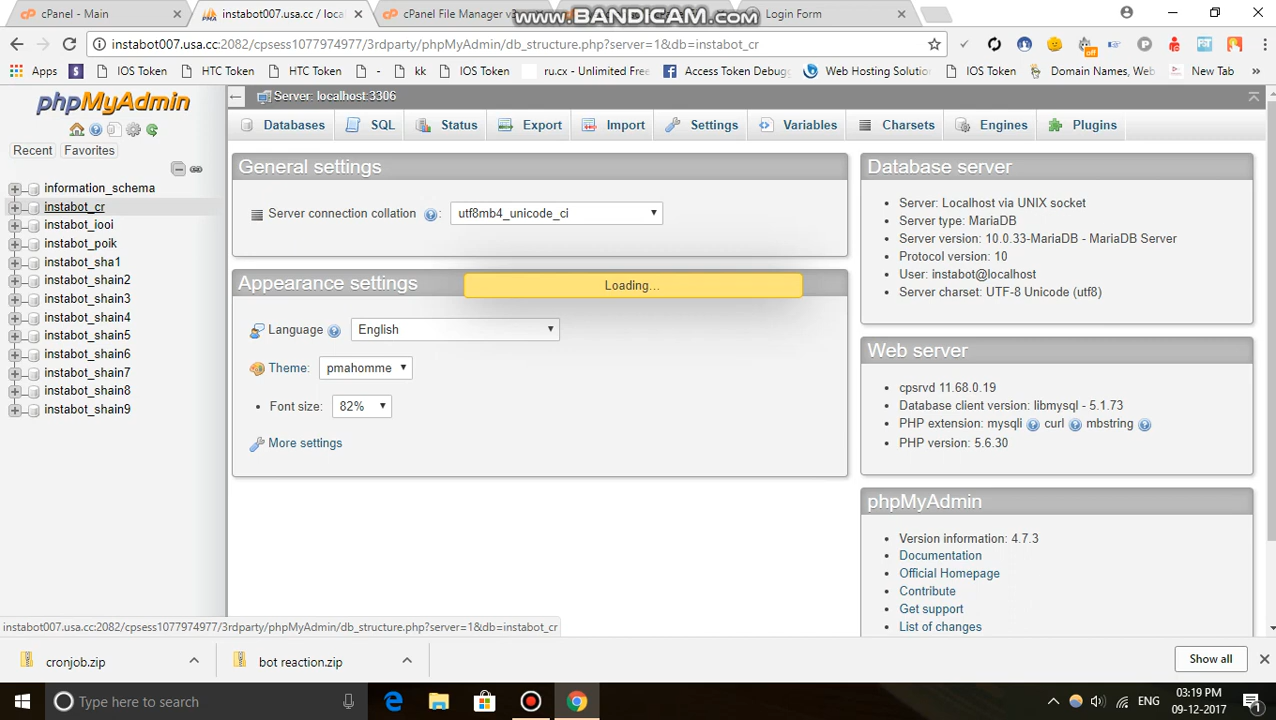 cPanel - Main
instabot007.usa.cc / loca
cPanel File Manager v3
www.BANDICAM.com
Login Form
instabot007.usa.cc:2082/cpsess1077974977/3rdparty/phpMyAdmin/db_structure.php?server=1&db=instabot_cr
off
Apps
IOS Token
HTC Token
HTC Token
-
kk
IOS Token
ru.cx - Unlimited Free
Access Token Debug
Web Hosting Solution
IOS Token
Domain Names, Web
New Tab
»
phpMyAdmin
Recent
Favorites
information_schema
instabot_cr
instabot_iooi
instabot_poik
instabot_sha1
instabot_shain2
instabot_shain3
instabot_shain4
instabot_shain5
instabot_shain6
instabot_shain7
instabot_shain8
instabot_shain9
Server: localhost:3306
Databases
SQL
Status
Export
Import
Settings
Variables
Charsets
Engines
Plugins
General settings
Server connection collation
:
utf8mb4_unicode_ci
Appearance settings
Loading...
Language
English
Theme:
pmahomme
Font size:
82%
More settings
Database server
Server: Localhost via UNIX socket
Server type: MariaDB
Server version: 10.0.33-MariaDB - MariaDB Server
Protocol version: 10
User: instabot@localhost
Server charset: UTF-8 Unicode (utf8)
Web server
cpsrvd 11.68.0.19
Database client version: libmysql - 5.1.73
PHP extension: mysqli curl mbstring
PHP version: 5.6.30
phpMyAdmin
Version information: 4.7.3
Documentation
Official Homepage
Contribute
Get support
List of changes
instabot007.usa.cc:2082/cpsess1077974977/3rdparty/phpMyAdmin/db_structure.php?server=1&db=instabot_cr
cronjob.zip
bot reaction.zip
Show all
Type here to search
ENG
03:19 PM
09-12-2017